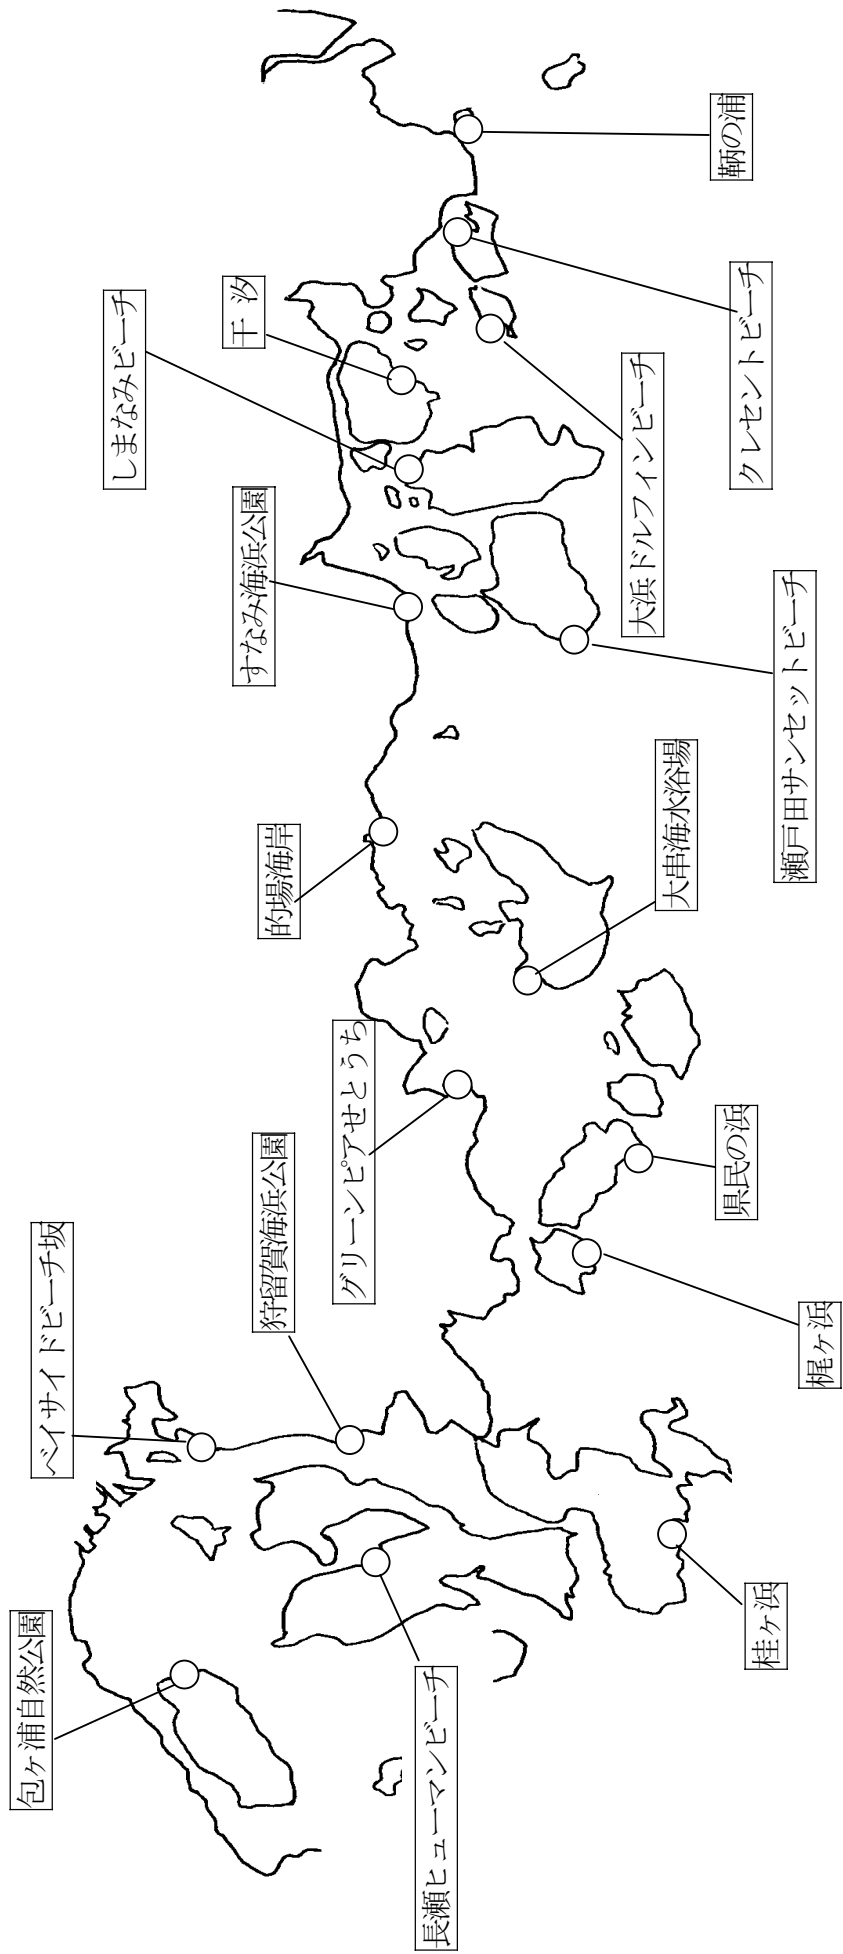 包ヶ浦自然公園
ベイサイドビーチ坂
狩留賀海浜公園
グリーンピアせとうち
的場海岸
すなみ海浜公園
しまなみビーチ
干 汐
長瀬ヒューマンビーチ
桂ヶ浜
梶ヶ浜
県民の浜
大串海水浴場
瀬戸田サンセットビーチ
大浜ドルフィンビーチ
クレセントビーチ
鞆の浦